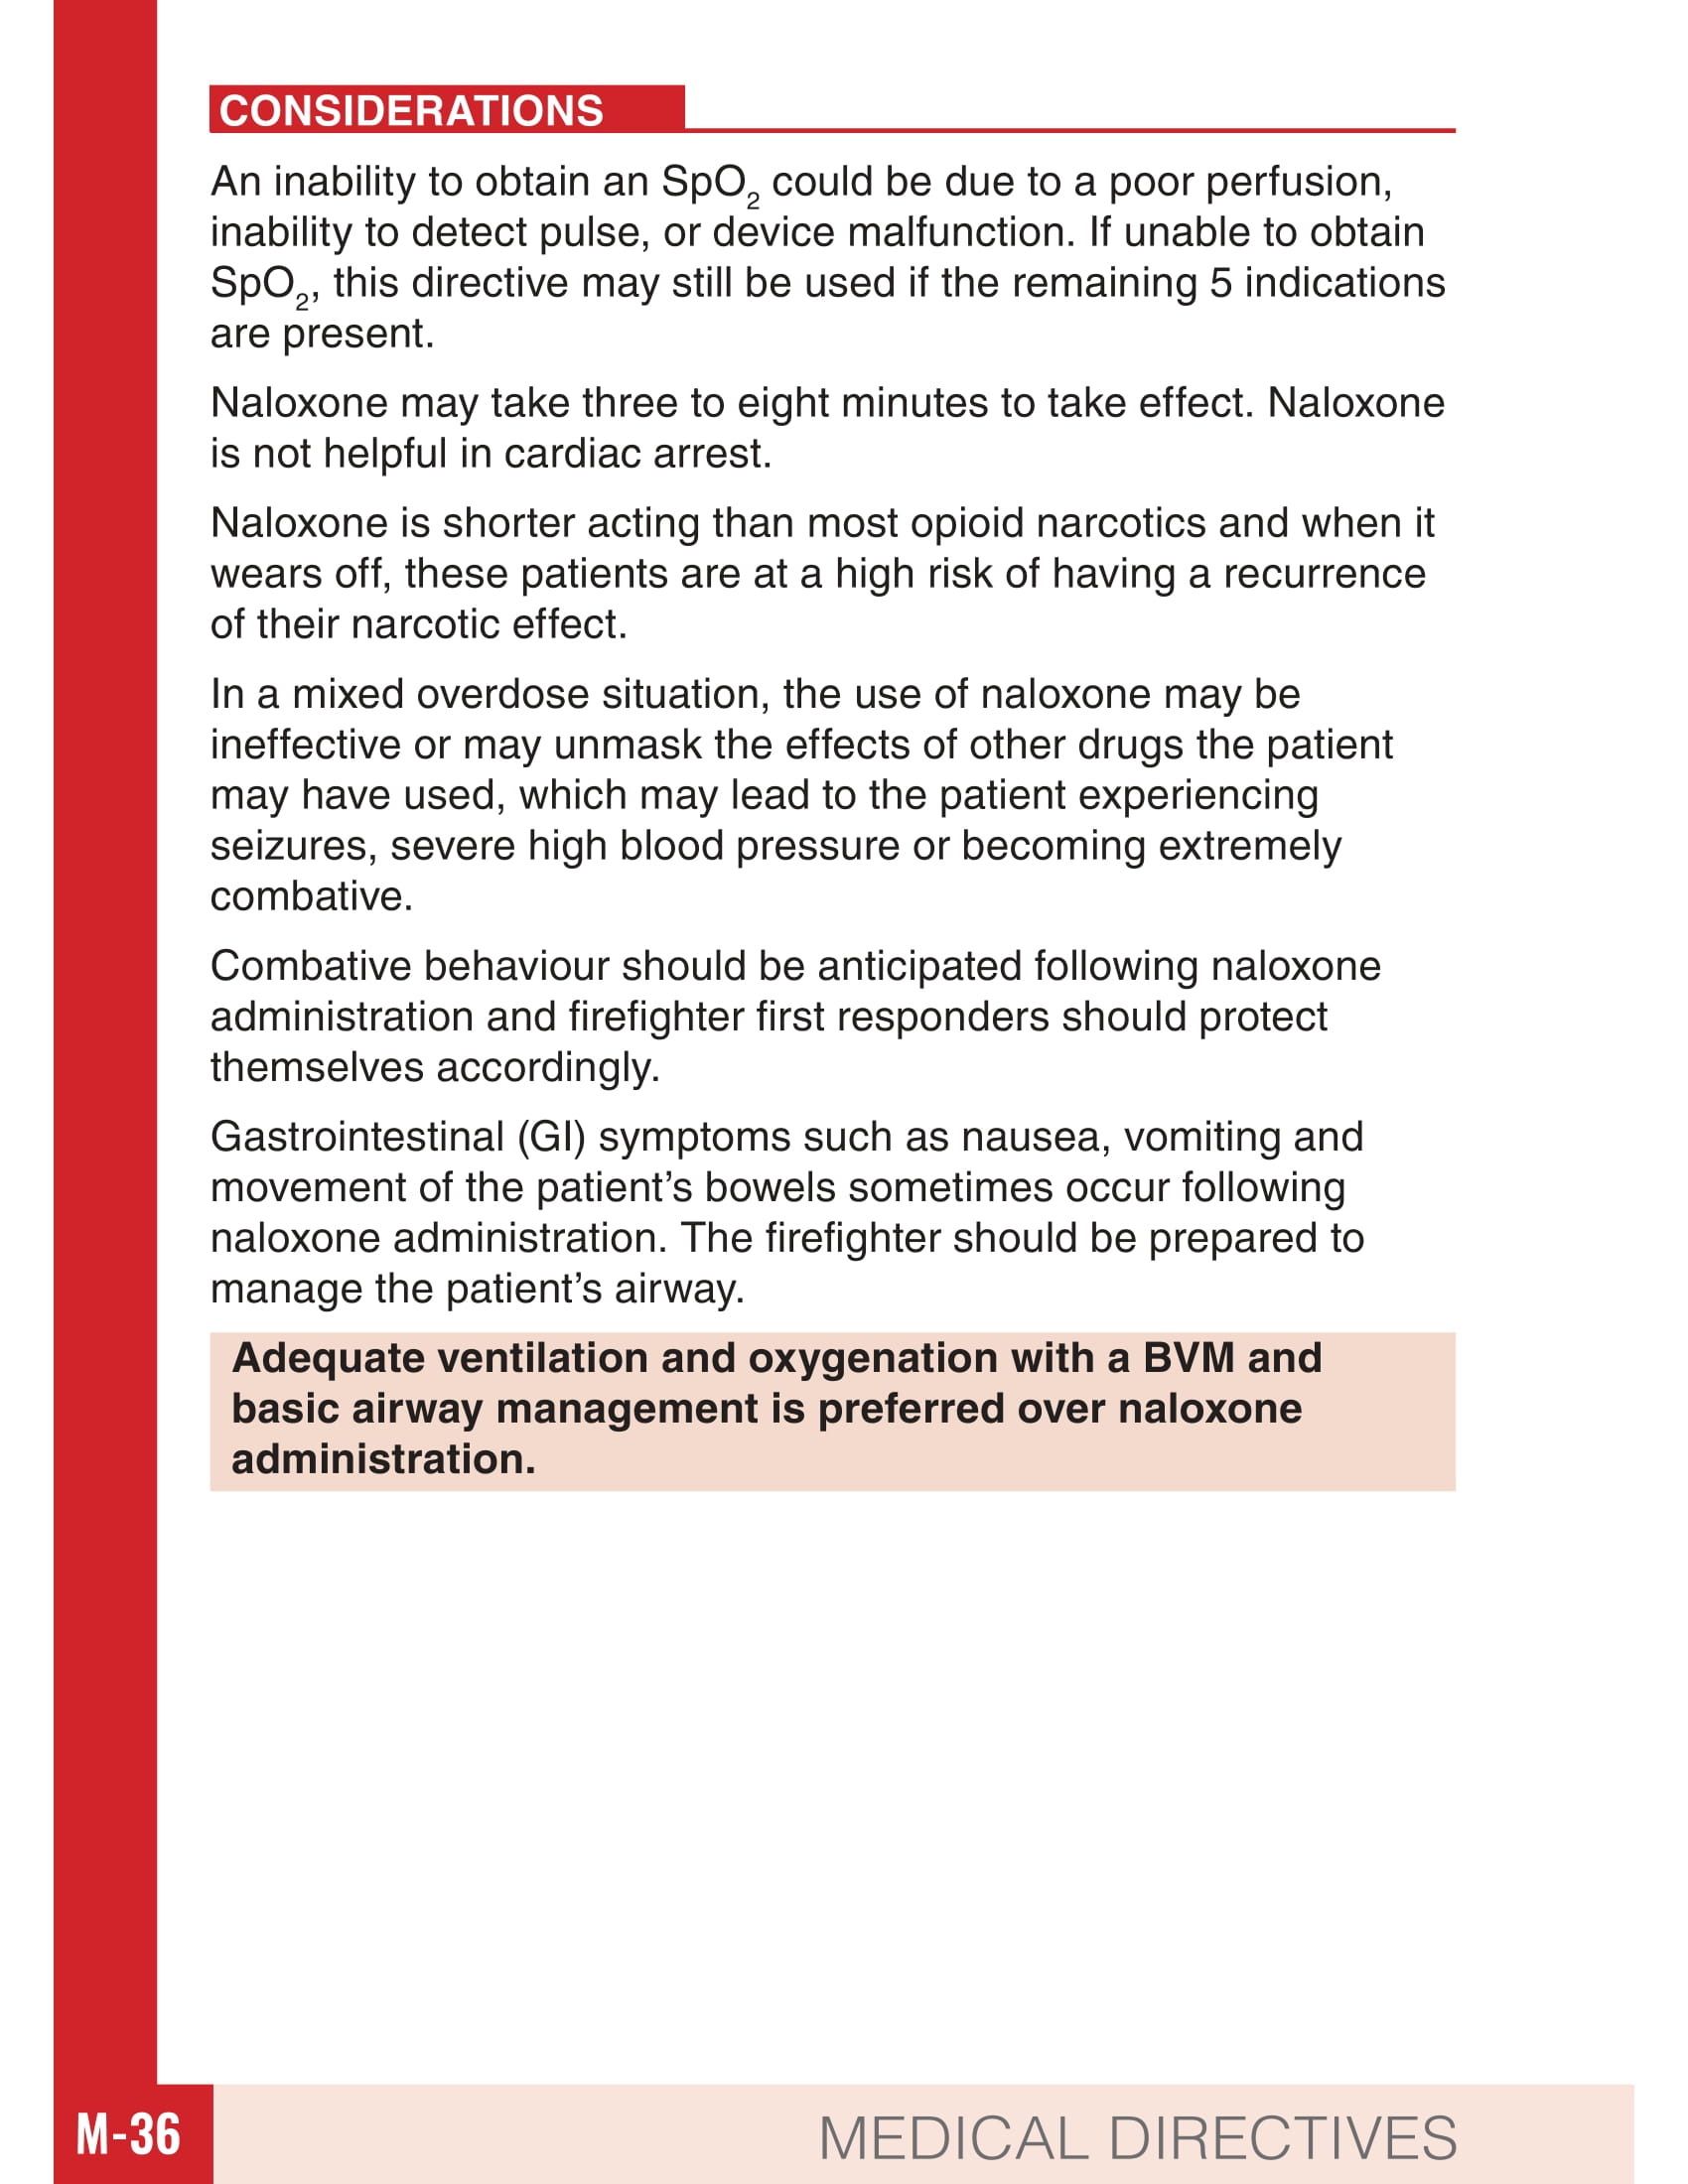 CONSIDERATIONS
An inability to obtain an SpO2 could be due to a poor perfusion,
inability to detect pulse, or device malfunction. If unable to obtain
SpO2, this directive may still be used if the remaining 5 indications
are present.
Naloxone may take three to eight minutes to take effect. Naloxone
is not helpful in cardiac arrest.
Naloxone is shorter acting than most opioid narcotics and when it
wears off, these patients are at a high risk of having a recurrence
of their narcotic effect.
In a mixed overdose situation, the use of naloxone may be
ineffective or may unmask the effects of other drugs the patient
may have used, which may lead to the patient experiencing
seizures, severe high blood pressure or becoming extremely
combative.
Combative behaviour should be anticipated following naloxone
administration and firefighter first responders should protect
themselves accordingly.
Gastrointestinal (GI) symptoms such as nausea, vomiting and
movement of the patient’s bowels sometimes occur following
naloxone administration. The firefighter should be prepared to
manage the patient’s airway.
Adequate ventilation and oxygenation with a BVM and
basic airway management is preferred over naloxone
administration.
M-36
MEDICAL DIRECTIVES